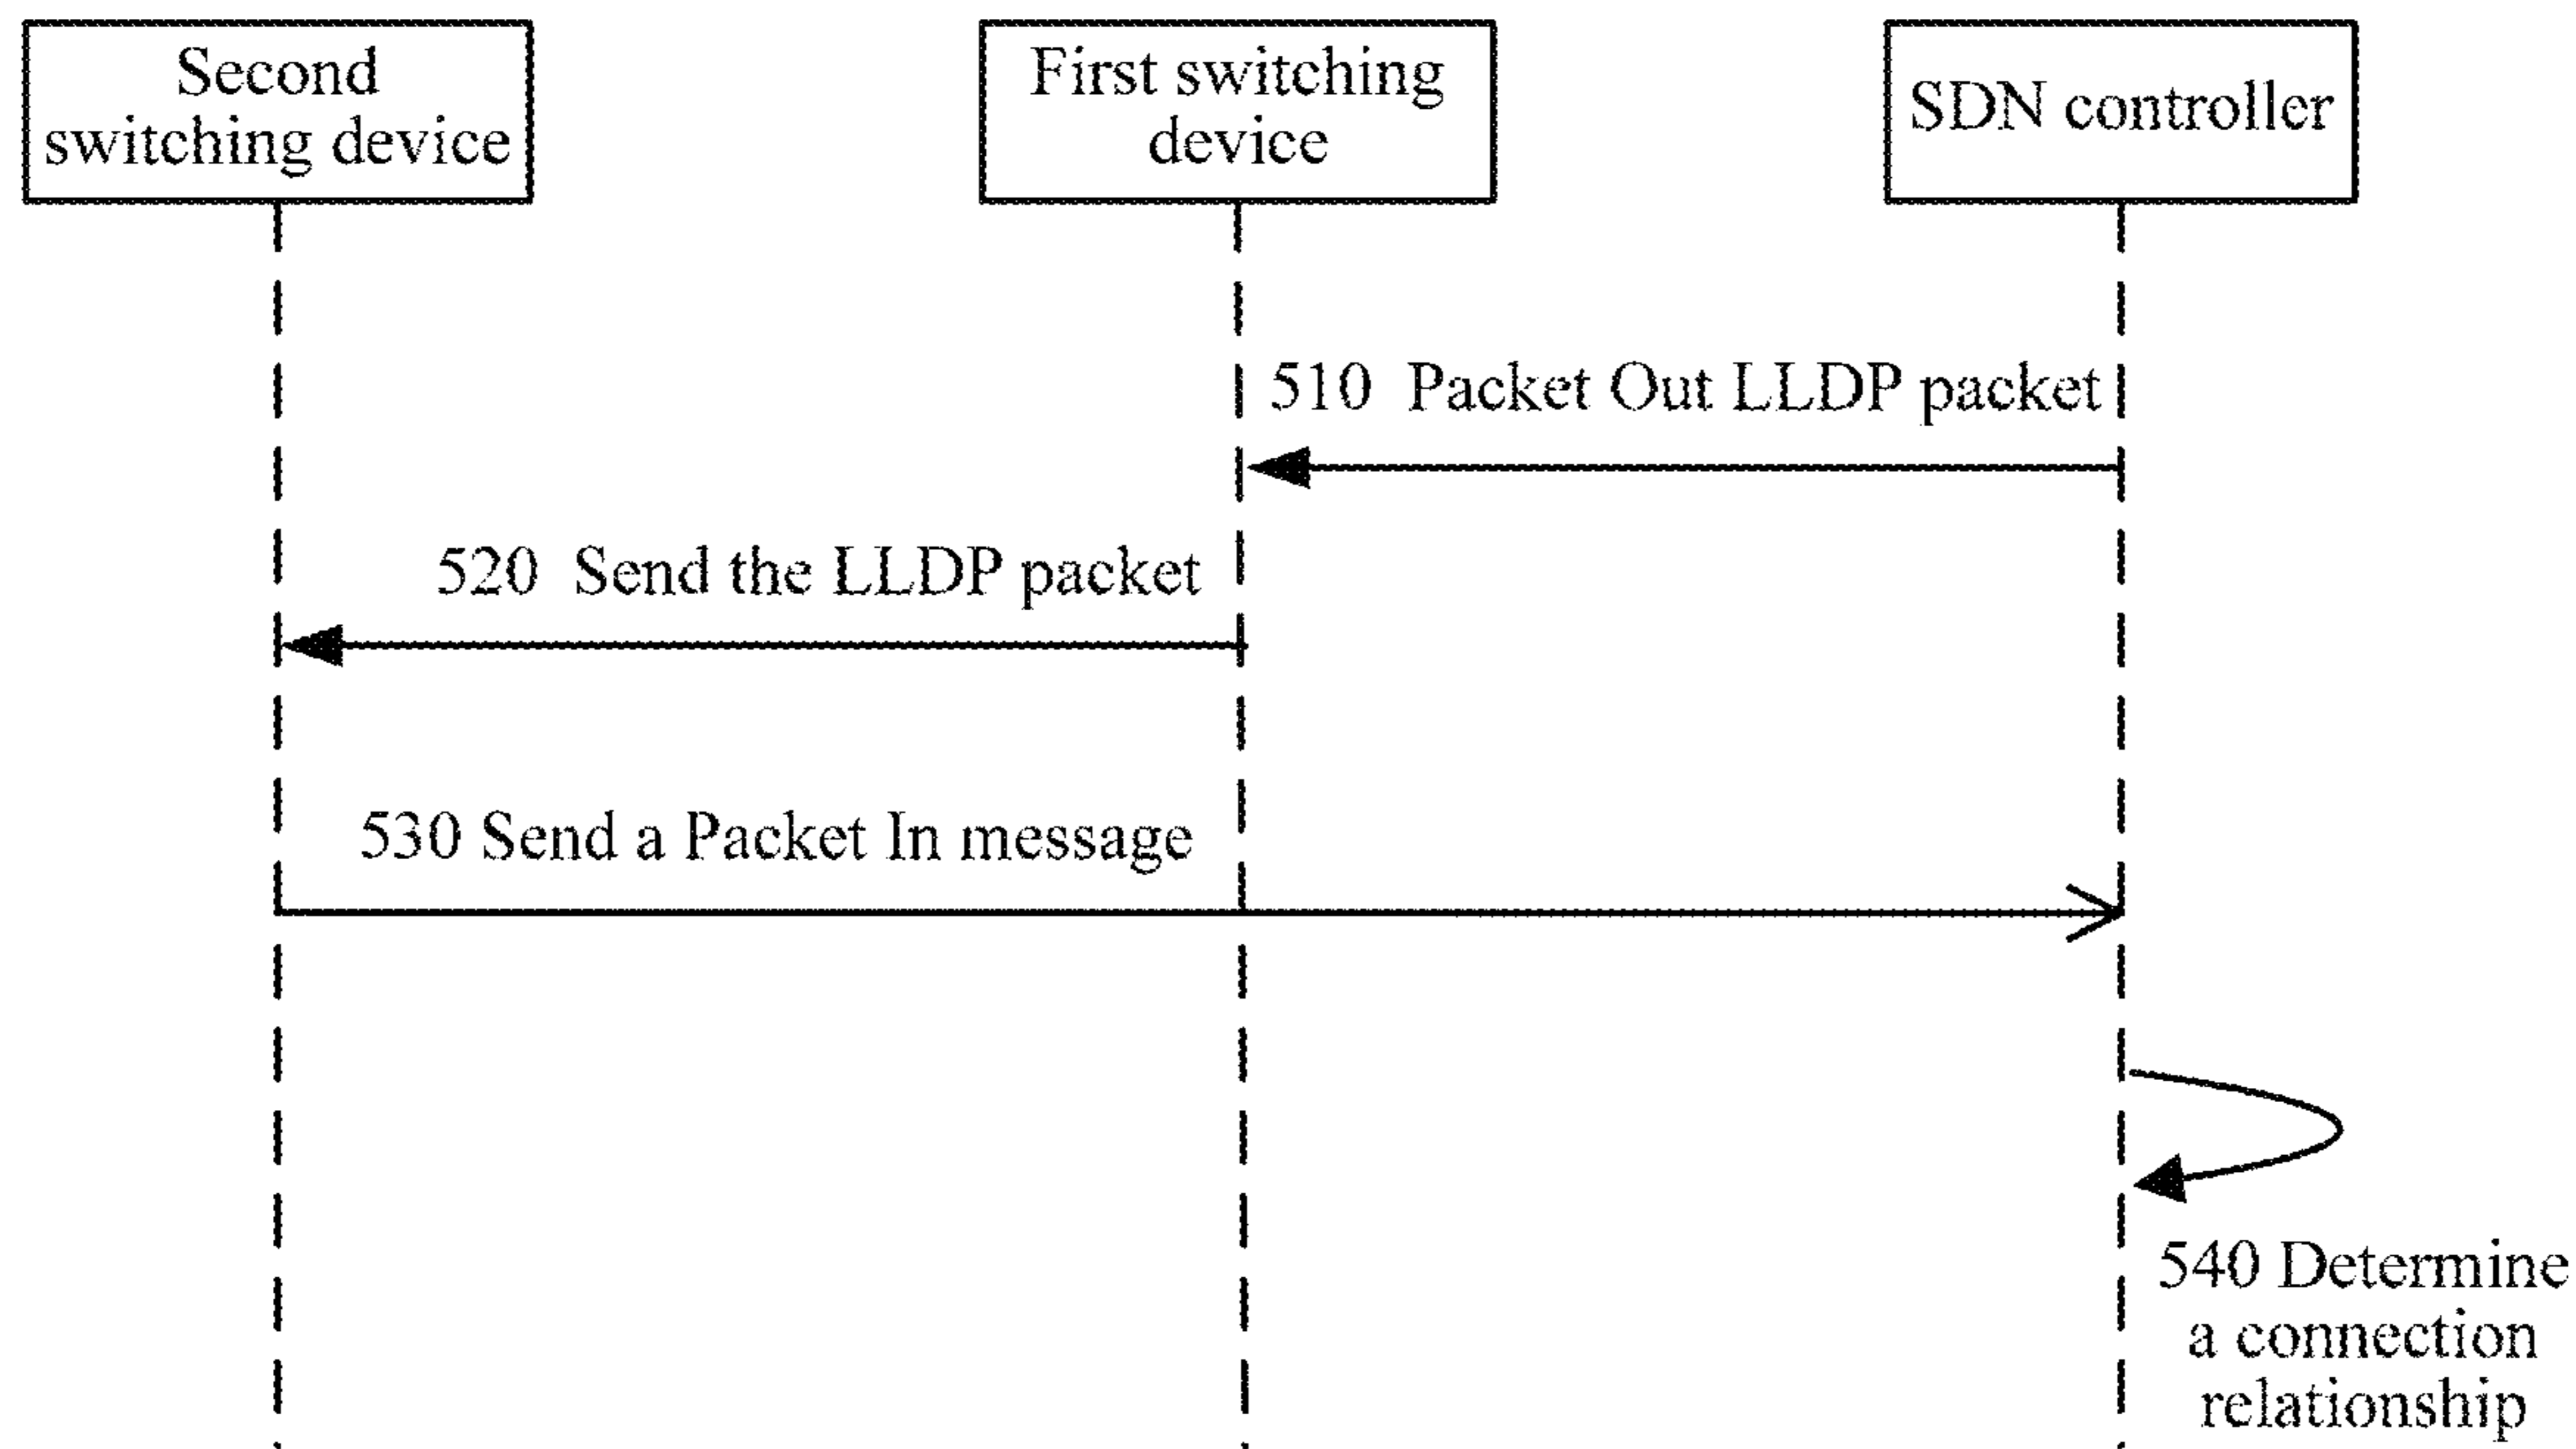 Second
switching device
First switching
device
SDN controller
510 Packet Out LLDP packet
520 Send the LLDP packet
530 Send a Packet In message
540 Determine
a connection
relationship